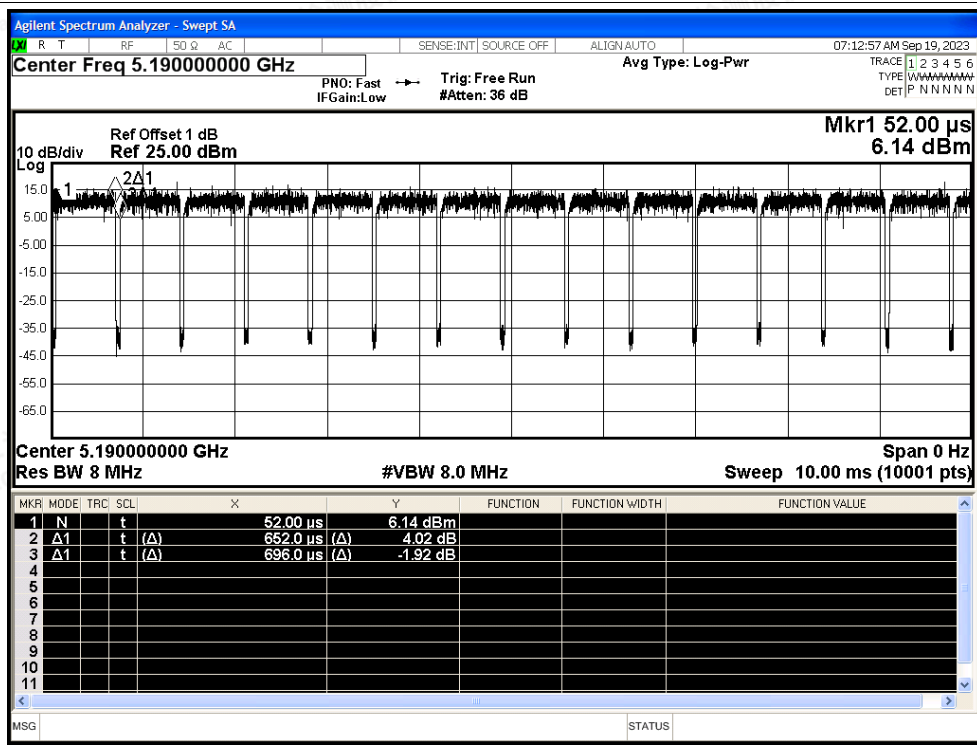 Agilent Spectrum Analyzer - Swept SA
LXI R T RF 50 Ω AC SENSE:INT SOURCE OFF ALIGN AUTO 07:12:57 AM Sep 19, 2023
Center Freq 5.190000000 GHz
PNO: Fast
IFGain:Low
Trig: Free Run
#Atten: 36 dB
Avg Type: Log-Pwr
TRACE 1 2 3 4 5 6
TYPE
DET P N N N N N
Mkr1 52.00 µs
6.14 dBm
Ref Offset 1 dB
10 dB/div Ref 25.00 dBm
Log
15.0
5.00
-5.00
-15.0
-25.0
-35.0
-45.0
-55.0
-65.0
1
2Δ1
Center 5.190000000 GHz Span 0 Hz
Res BW 8 MHz #VBW 8.0 MHz Sweep 10.00 ms (10001 pts)
MKR MODE TRC SCL X Y FUNCTION FUNCTION WIDTH FUNCTION VALUE
1 N t 52.00 µs 6.14 dBm
2 Δ1 t (Δ) 652.0 µs (Δ) 4.02 dB
3 Δ1 t (Δ) 696.0 µs (Δ) -1.92 dB
4
5
6
7
8
9
10
11
MSG STATUS